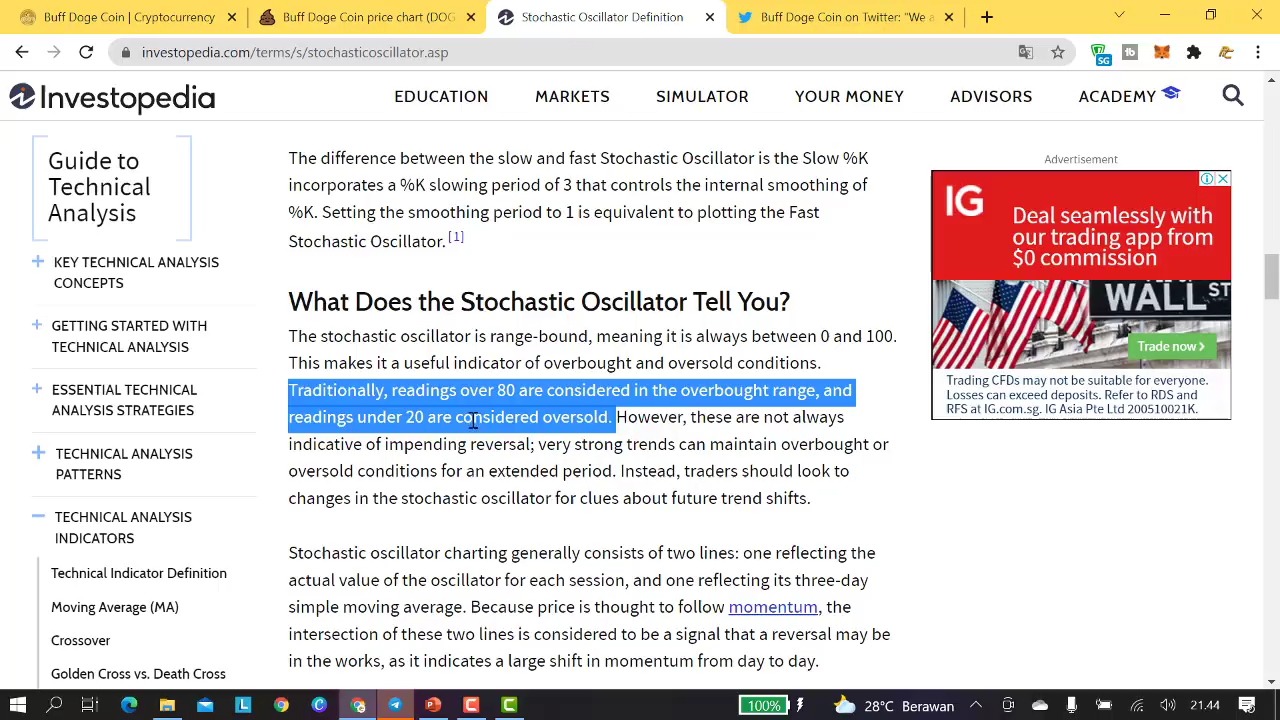 Technical Indicators Definition
Buff Doge Coin price today, DOG
Stochastic Oscillator Definition
Buff Doge Coin on Twitter: "We a
investopedia.com/terms/s/stochasticoscillator.asp
SG
tb
Investopedia
EDUCATION
MARKETS
SIMULATOR
YOUR MONEY
ADVISORS
ACADEMY
Guide to
Technical
Analysis
KEY TECHNICAL ANALYSIS
CONCEPTS
GETTING STARTED WITH
TECHNICAL ANALYSIS
ESSENTIAL TECHNICAL
ANALYSIS STRATEGIES
TECHNICAL ANALYSIS
PATTERNS
TECHNICAL ANALYSIS
INDICATORS
Technical Indicator Definition
Moving Average (MA)
Crossover
Golden Cross vs. Death Cross
The difference between the slow and fast Stochastic Oscillator is the Slow %K
incorporates a %K slowing period of 3 that controls the internal smoothing of
%K. Setting the smoothing period to 1 is equivalent to plotting the Fast
Stochastic Oscillator.[1]
What Does the Stochastic Oscillator Tell You?
The stochastic oscillator is range-bound, meaning it is always between 0 and 100.
This makes it a useful indicator of overbought and oversold conditions.
Traditionally, readings over 80 are considered in the overbought range, and
readings under 20 are considered oversold. However, these are not always
indicative of impending reversal; very strong trends can maintain overbought or
oversold conditions for an extended period. Instead, traders should look to
changes in the stochastic oscillator for clues about future trend shifts.
Stochastic oscillator charting generally consists of two lines: one reflecting the
actual value of the oscillator for each session, and one reflecting its three-day
simple moving average. Because price is thought to follow momentum, the
intersection of these two lines is considered to be a signal that a reversal may be
in the works, as it indicates a large shift in momentum from day to day.
Advertisement
IG
Deal seamlessly with
our trading app from
$0 commission
WALL ST
Trade now >
Trading CFDs may not be suitable for everyone.
Losses can exceed deposits. Refer to RDS and
RFS at IG.com.sg. IG Asia Pte Ltd 200510021K.
100%
28°C Berawan
21.44